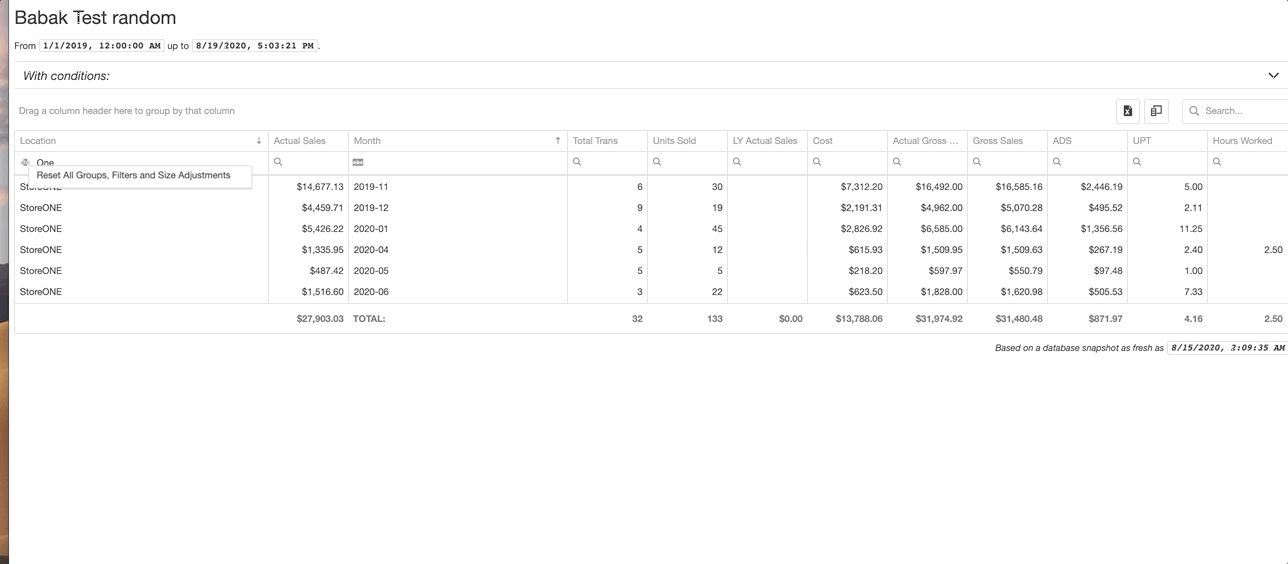 Babak Test random
From 1/1/2019, 12:00:00 AM up to 8/19/2020, 5:03:21 PM.
With conditions:
Drag a column header here to group by that column Search...
Location Actual Sales Month Total Trans Units Sold LY Actual Sales Cost Actual Gross ... Gross Sales ADS UPT Hours Worked
One
Reset All Groups, Filters and Size Adjustments
StoreONE $14,677.13 2019-11 6 30 $7,312.20 $16,492.00 $16,585.16 $2,446.19 5.00
StoreONE $4,459.71 2019-12 9 19 $2,191.31 $4,962.00 $5,070.28 $495.52 2.11
StoreONE $5,426.22 2020-01 4 45 $2,826.92 $6,585.00 $6,143.64 $1,356.56 11.25
StoreONE $1,335.95 2020-04 5 12 $615.93 $1,509.95 $1,509.63 $267.19 2.40 2.50
StoreONE $487.42 2020-05 5 5 $218.20 $597.97 $550.79 $97.48 1.00
StoreONE $1,516.60 2020-06 3 22 $623.50 $1,828.00 $1,620.98 $505.53 7.33
$27,903.03 TOTAL: 32 133 $0.00 $13,788.06 $31,974.92 $31,480.48 $871.97 4.16 2.50
Based on a database snapshot as fresh as 8/15/2020, 2:09:35 AM